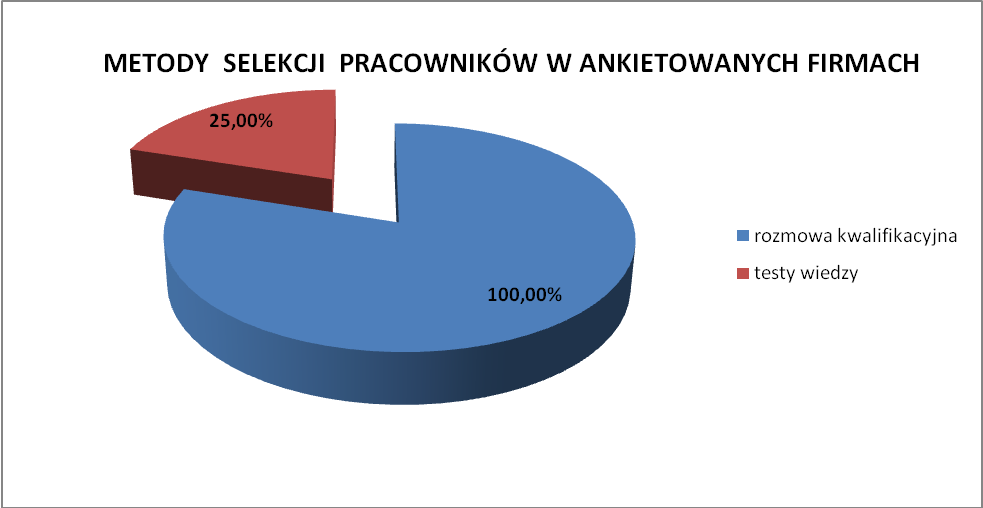 METODY SELEKCJI PRACOWNIKÓW W ANKIETOWANYCH FIRMACH
25,00%
rozmowa kwalifikacyjna
testy wiedzy
100,00%